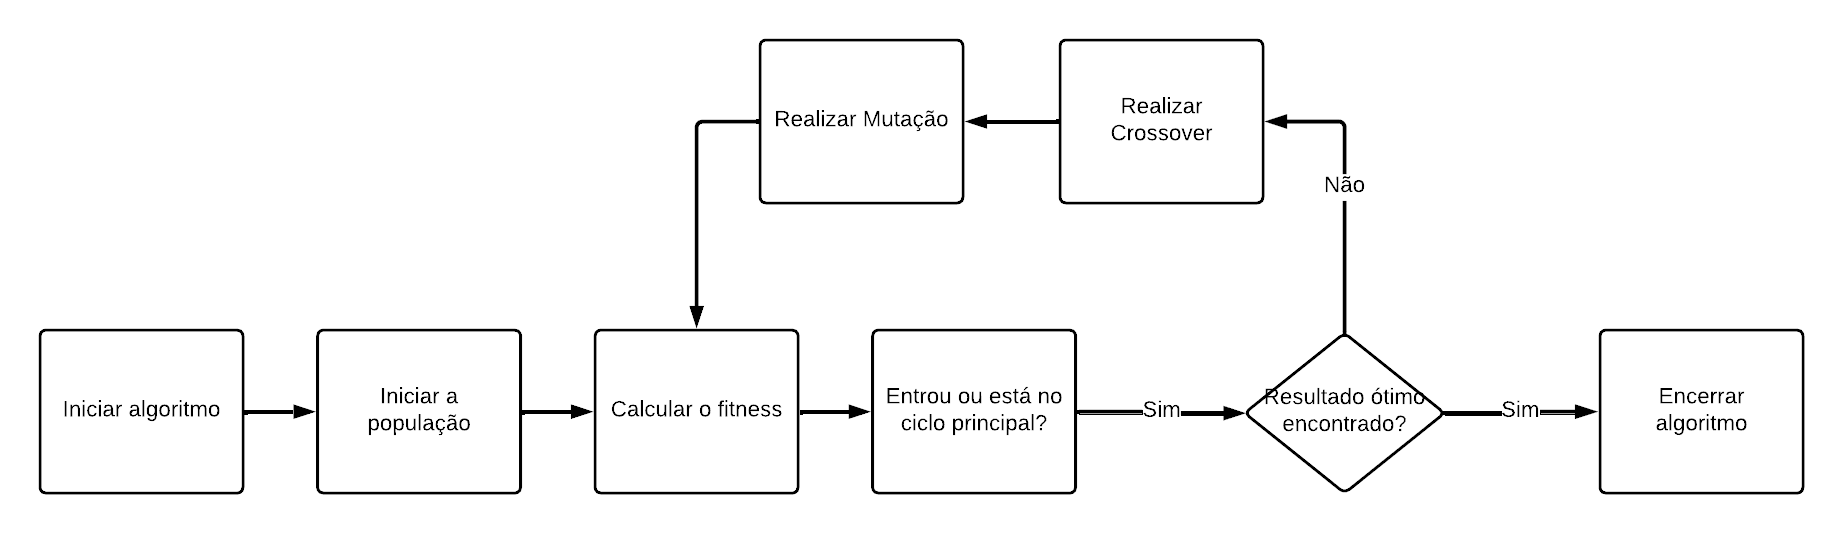 Realizar Mutação
Realizar
Crossover
Não
Iniciar algoritmo
Iniciar a
população
Calcular o fitness
Entrou ou está no
ciclo principal?
Sim
Resultado ótimo
encontrado?
Sim
Encerrar
algoritmo